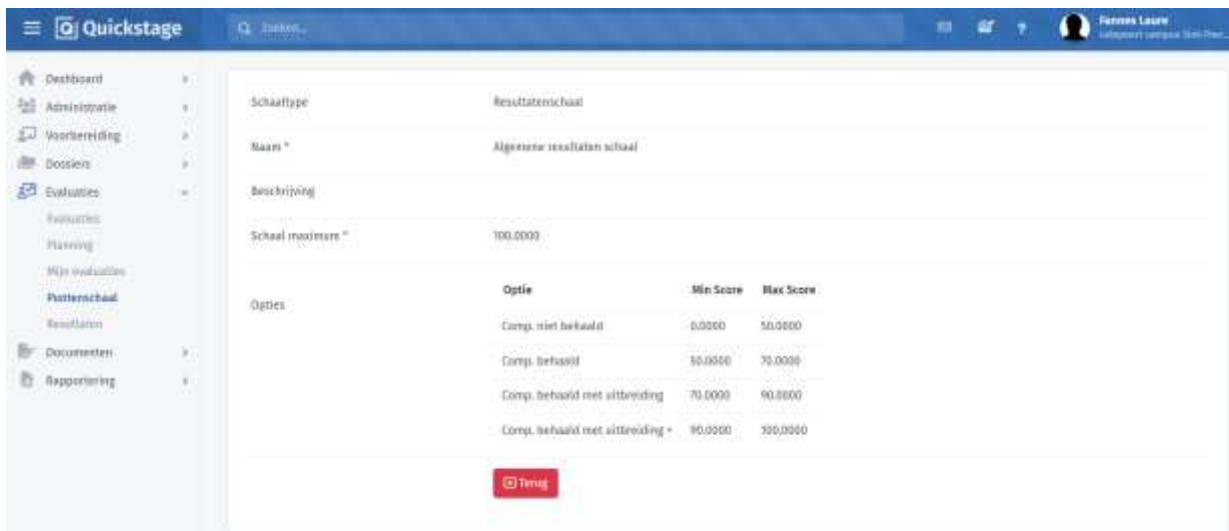 Quickstage
Zoeken...
Fannes Laure
Dashboard
Administratie
Voorbereiding
Dossiers
Evaluaties
Evaluaties
Planning
Mijn evaluaties
Puntenschaal
Resultaten
Documenten
Rapportering
Schaaltype Resultatenschaal
Naam * Algemene resultaten schaal
Beschrijving
Schaal maximum * 100.0000
Opties
Optie Min Score Max Score
Comp. niet behaald 0.0000 50.0000
Comp. behaald 50.0000 70.0000
Comp. behaald met uitbreiding 70.0000 90.0000
Comp. behaald met uitbreiding + 90.0000 100.0000
Terug